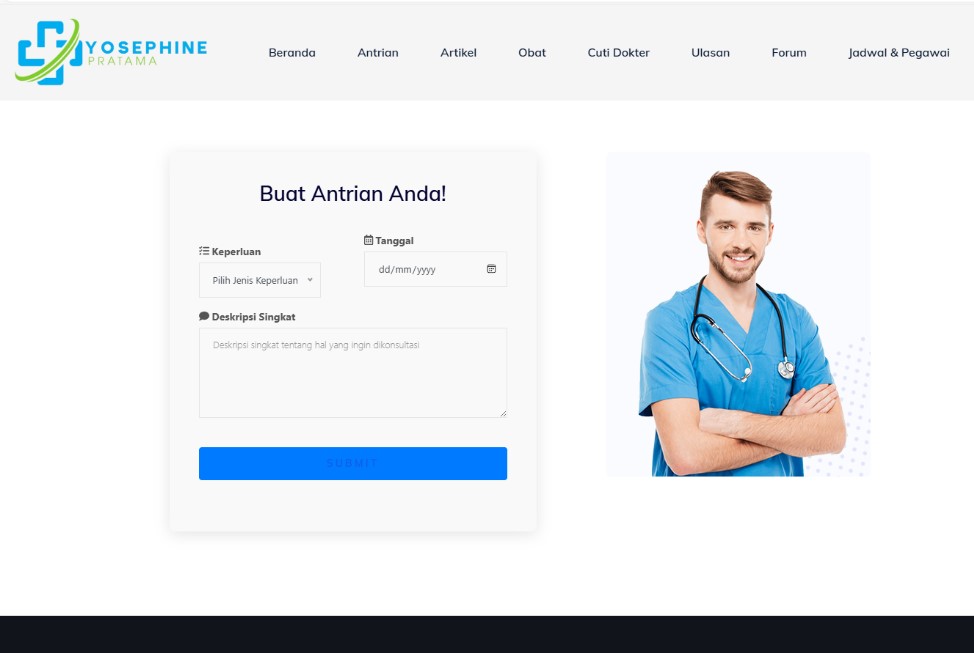 YOSEPHINE
PRATAMA
Beranda Antrian Artikel Obat Cuti Dokter Ulasan Forum Jadwal & Pegawai
Buat Antrian Anda!
Keperluan
Tanggal
Pilih Jenis Keperluan
dd/mm/yyyy
Deskripsi Singkat
Deskripsi singkat tentang hal yang ingin dikonsultasi
SUBMIT